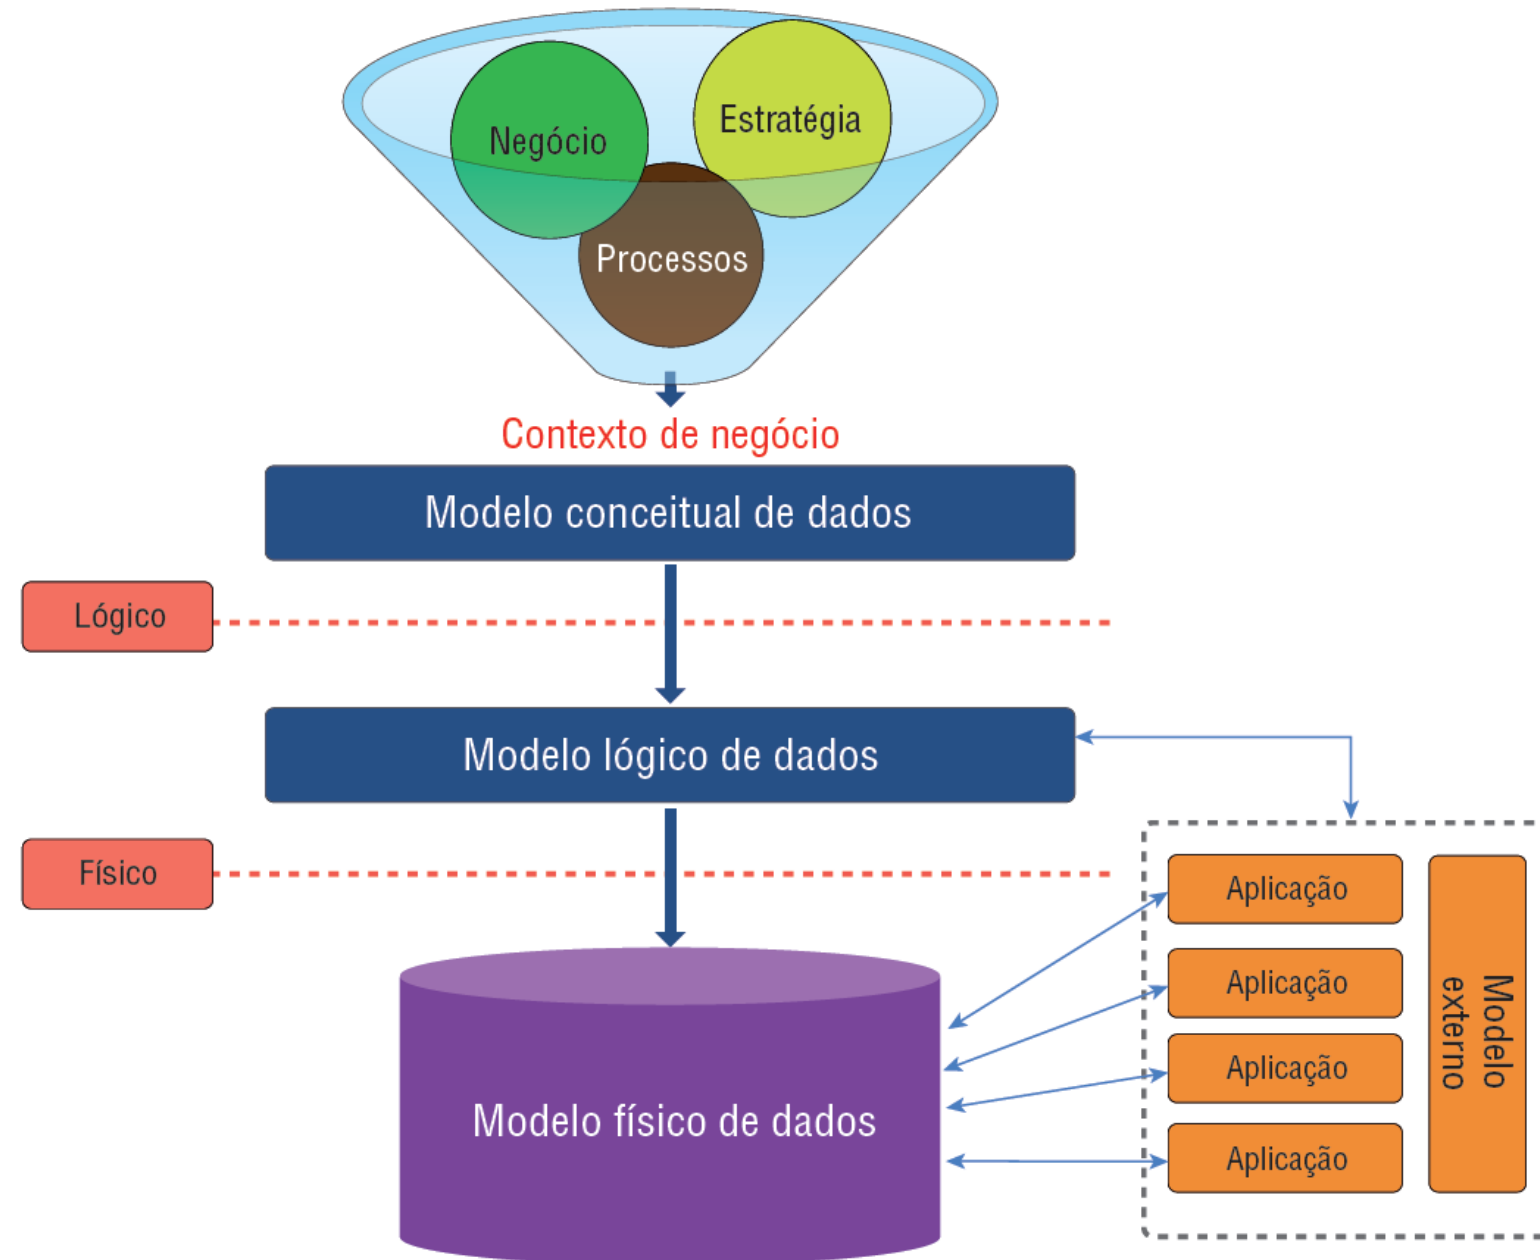 Negócio
Estratégia
Processos
Contexto de negócio
Modelo conceitual de dados
Lógico
Modelo lógico de dados
Físico
Aplicação
Aplicação
Aplicação
Aplicação
Modelo
externo
Modelo físico de dados